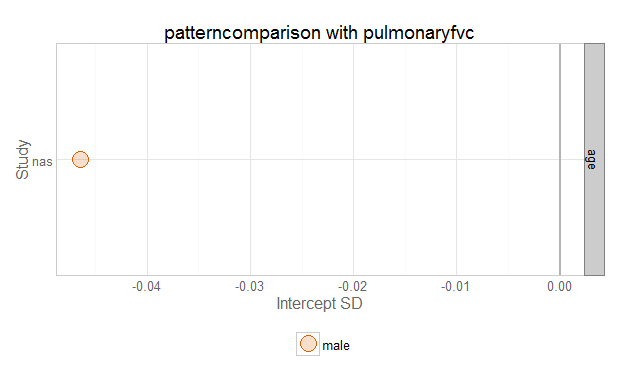 patterncomparison with pulmonaryfvc
Study
nas
age
-0.04 -0.03 -0.02 -0.01 0.00
Intercept SD
male